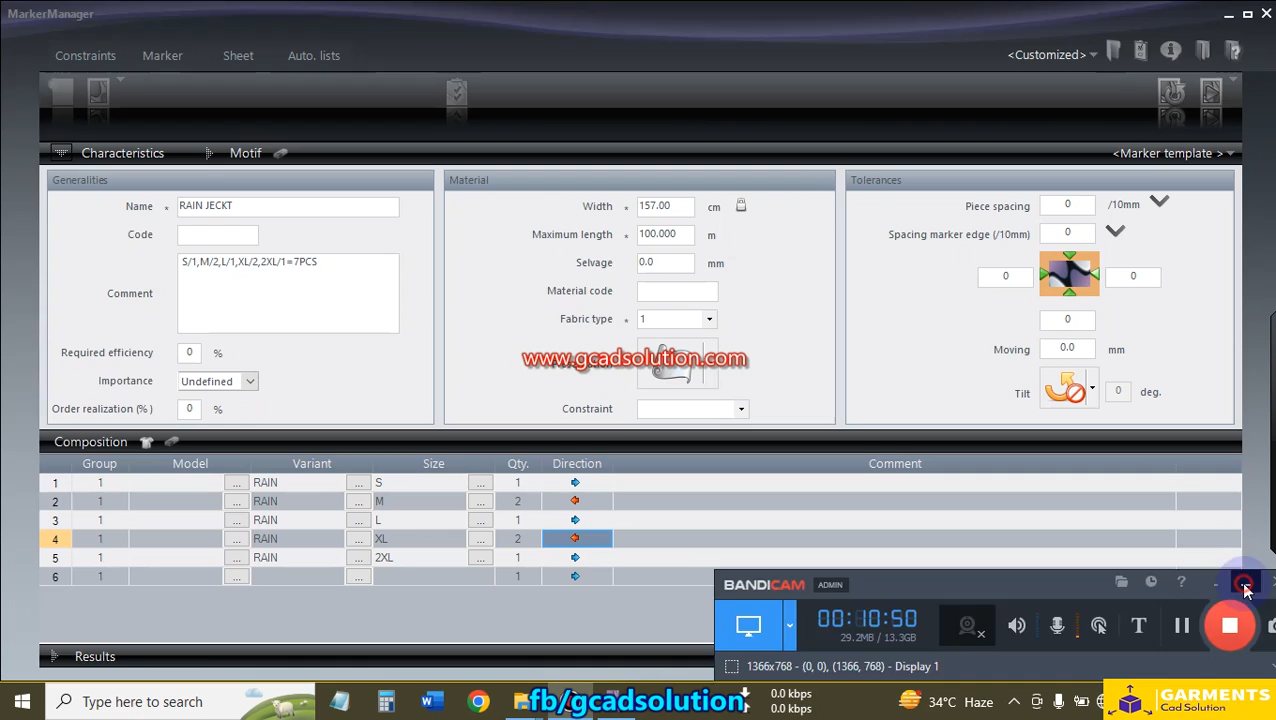 MarkerManager
Constraints Marker Sheet Auto. lists <Customized>
Characteristics Motif <Marker template >
Generalities
Name * RAIN JECKT
Code
Comment S/1,M/2,L/1,XL/2,2XL/1=7PCS
Required efficiency 0 %
Importance Undefined
Order realization (% ) 0 %
Material
Width * 157.00 cm
Maximum length * 100.000 m
Selvage 0.0 mm
Material code
Fabric type * 1
www.gcadsolution.com
Constraint
Tolerances
Piece spacing 0 /10mm
Spacing marker edge (/10mm) 0
0 0
0
Moving 0.0 mm
Tilt 0 deg.
Composition
Group Model Variant Size Qty. Direction Comment
1 1 ... RAIN ... S ... 1
2 1 ... RAIN ... M ... 2
3 1 ... RAIN ... L ... 1
4 1 ... RAIN ... XL ... 2
5 1 ... RAIN ... 2XL ... 1
6 1 ... ... ... 1
Results
BANDICAM ADMIN
00:10:50
29.2MB / 13.3GB
1366x768 - (0, 0), (1366, 768) - Display 1
Type here to search
fb/gcadsolution
0.0 kbps
0.0 kbps
34°C Haze
GARMENTS
Cad Solution